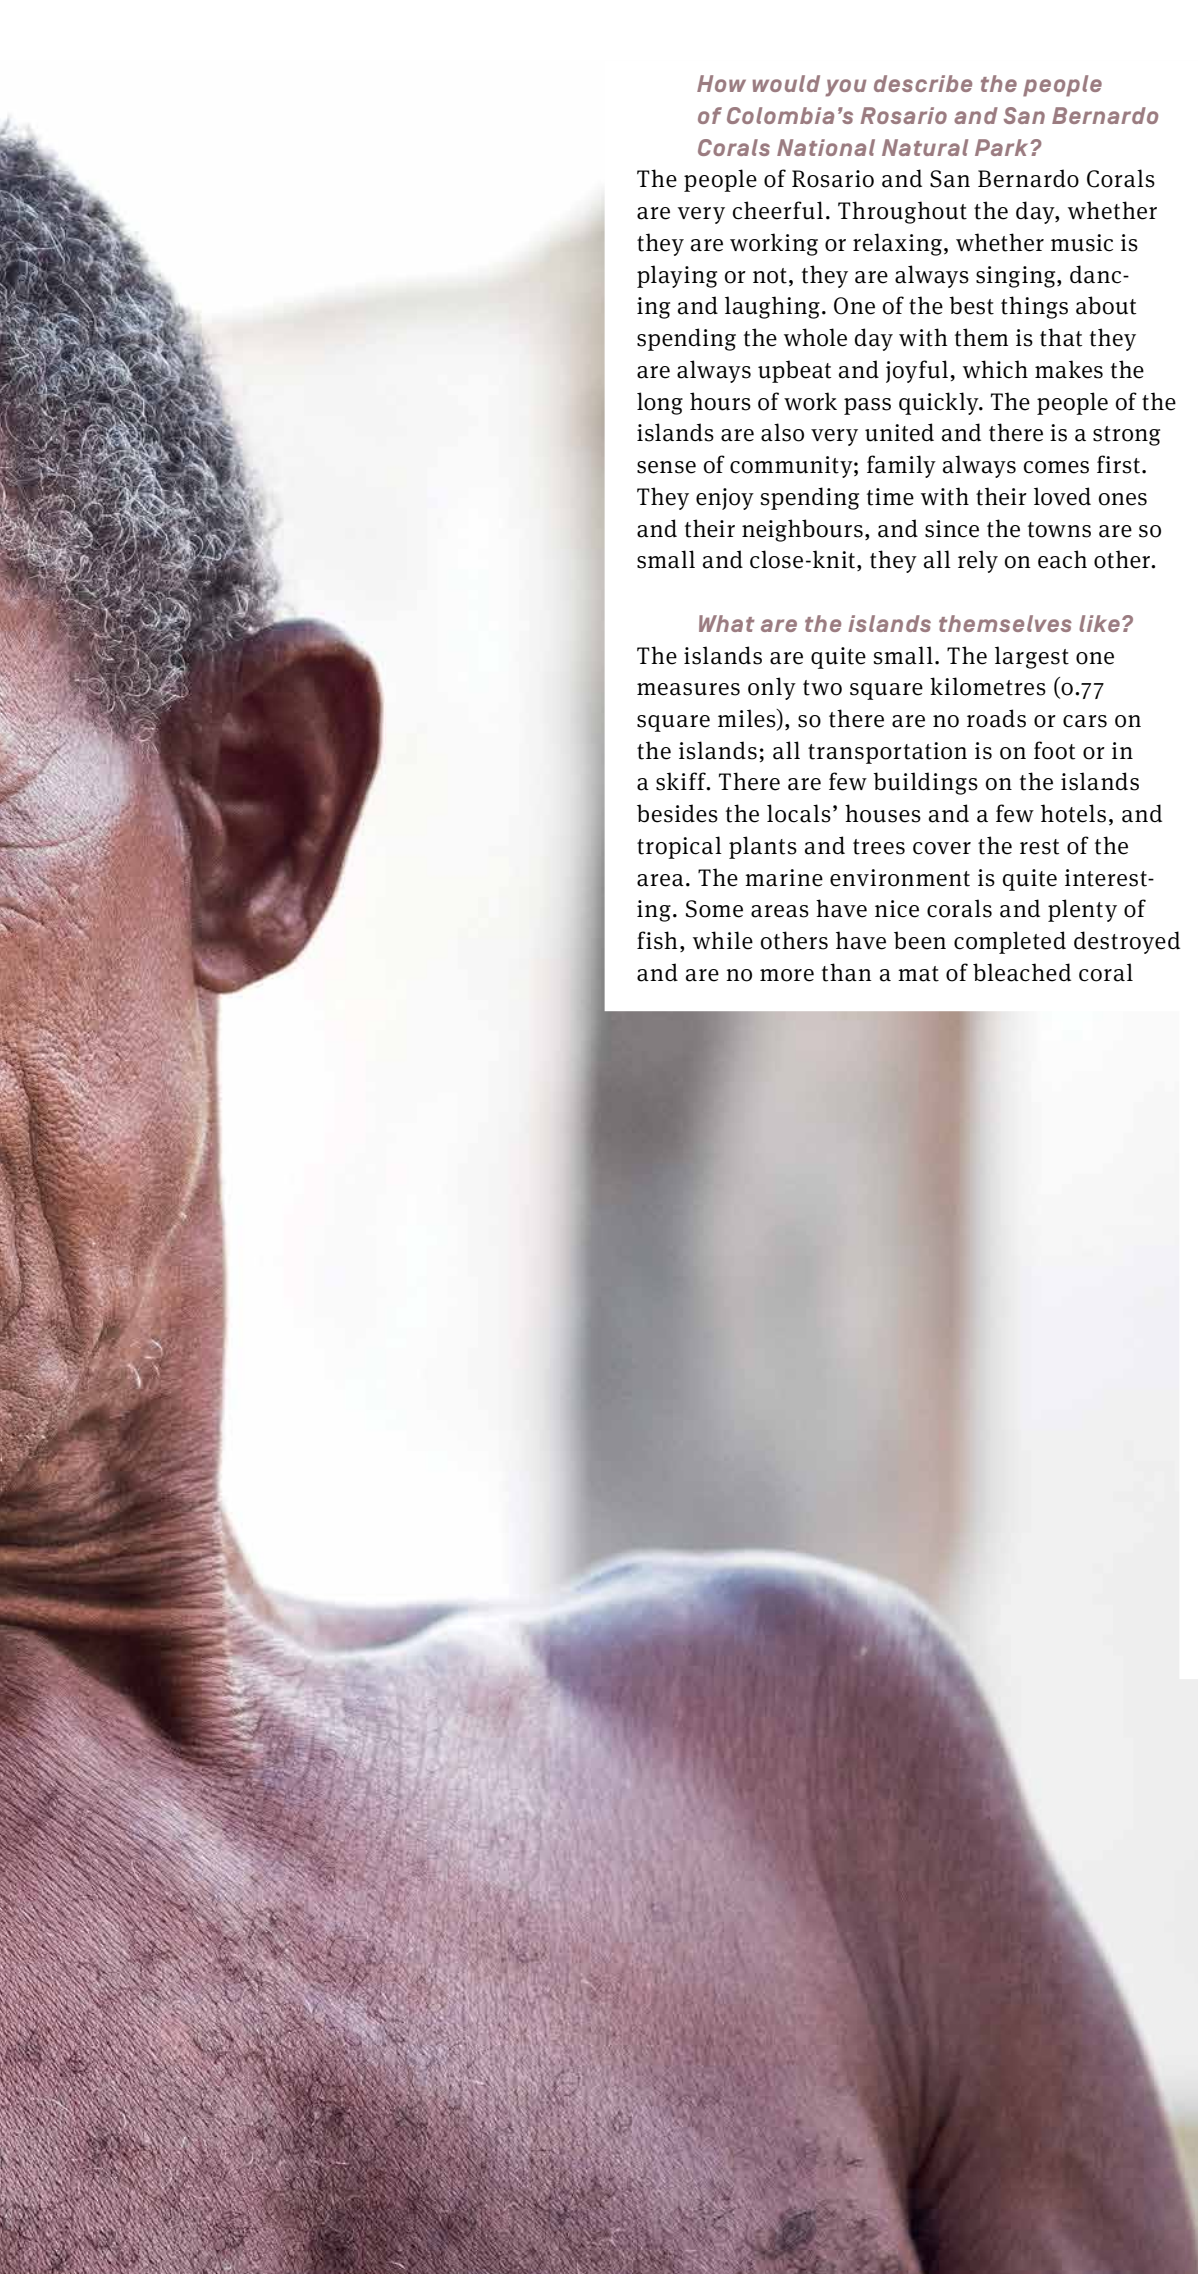 How would you describe the people
of Colombia’s Rosario and San Bernardo
Corals National Natural Park?
The people of Rosario and San Bernardo Corals
are very cheerful. Throughout the day, whether
they are working or relaxing, whether music is
playing or not, they are always singing, danc-
ing and laughing. One of the best things about
spending the whole day with them is that they
are always upbeat and joyful, which makes the
long hours of work pass quickly. The people of the
islands are also very united and there is a strong
sense of community; family always comes first.
They enjoy spending time with their loved ones
and their neighbours, and since the towns are so
small and close-knit, they all rely on each other.
What are the islands themselves like?
The islands are quite small. The largest one
measures only two square kilometres (0.77
square miles), so there are no roads or cars on
the islands; all transportation is on foot or in
a skiff. There are few buildings on the islands
besides the locals’ houses and a few hotels, and
tropical plants and trees cover the rest of the
area. The marine environment is quite interest-
ing. Some areas have nice corals and plenty of
fish, while others have been completed destroyed
and are no more than a mat of bleached coral